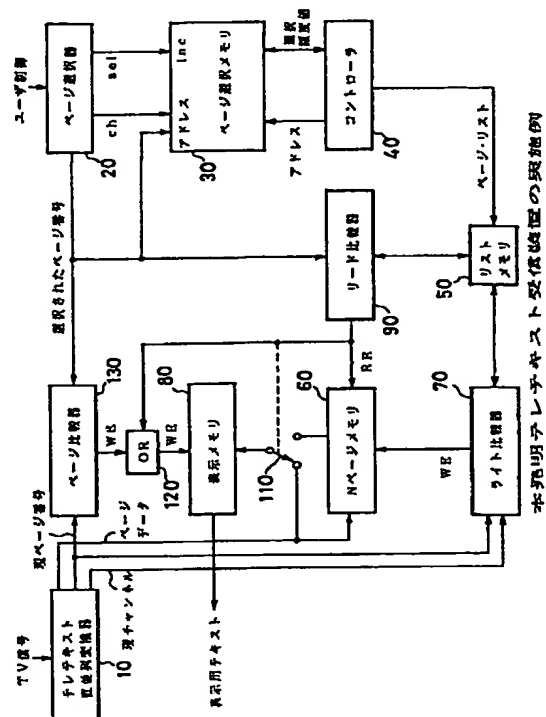 TV信号
テレテキスト
直並列変換器
10
現チャンネル
現ページ番号
ページ
データ
選択されたページ番号
ページ比較器
130
WE
OR
120
WE
表示メモリ
80
表示用テキスト
110
RE
Nページメモリ
60
WE
ライト比較器
70
リード比較器
90
リスト
メモリ
50
ページ・リスト
ユーザ制御
ページ選択器
20
ch
sel
アドレス
inc
ページ選択メモリ
30
アドレス
選択
頻度値
コントローラ
40
本発明テレテキスト受信装置の実施例